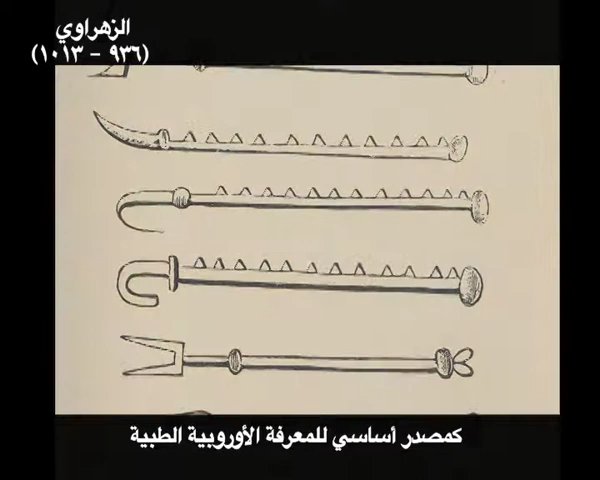 الزهراوي
(٩٣٦ - ١٠١٣)
كمصدر أساسي للمعرفة الأوروبية الطبية